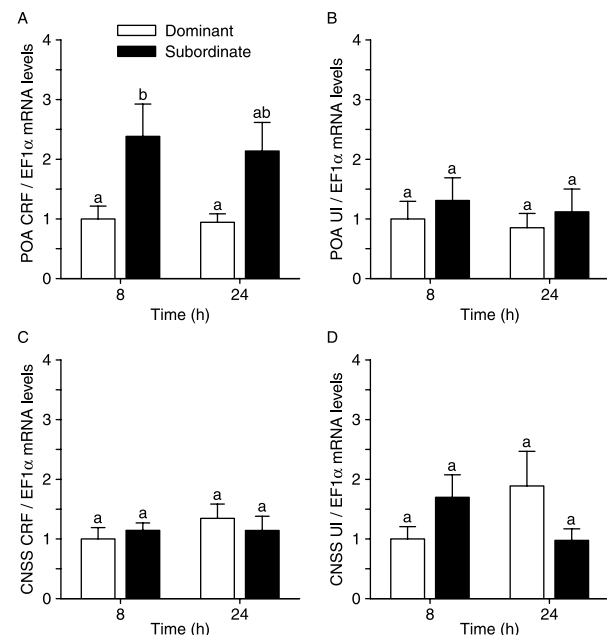 A
Dominant
Subordinate
POA CRF / EF1α mRNA levels
4
3
2
1
0
a
b
a
ab
8
24
Time (h)
B
POA UI / EF1α mRNA levels
4
3
2
1
0
a
a
a
a
8
24
Time (h)
C
CNSS CRF / EF1α mRNA levels
4
3
2
1
0
a
a
a
a
8
24
Time (h)
D
CNSS UI / EF1α mRNA levels
4
3
2
1
0
a
a
a
a
8
24
Time (h)